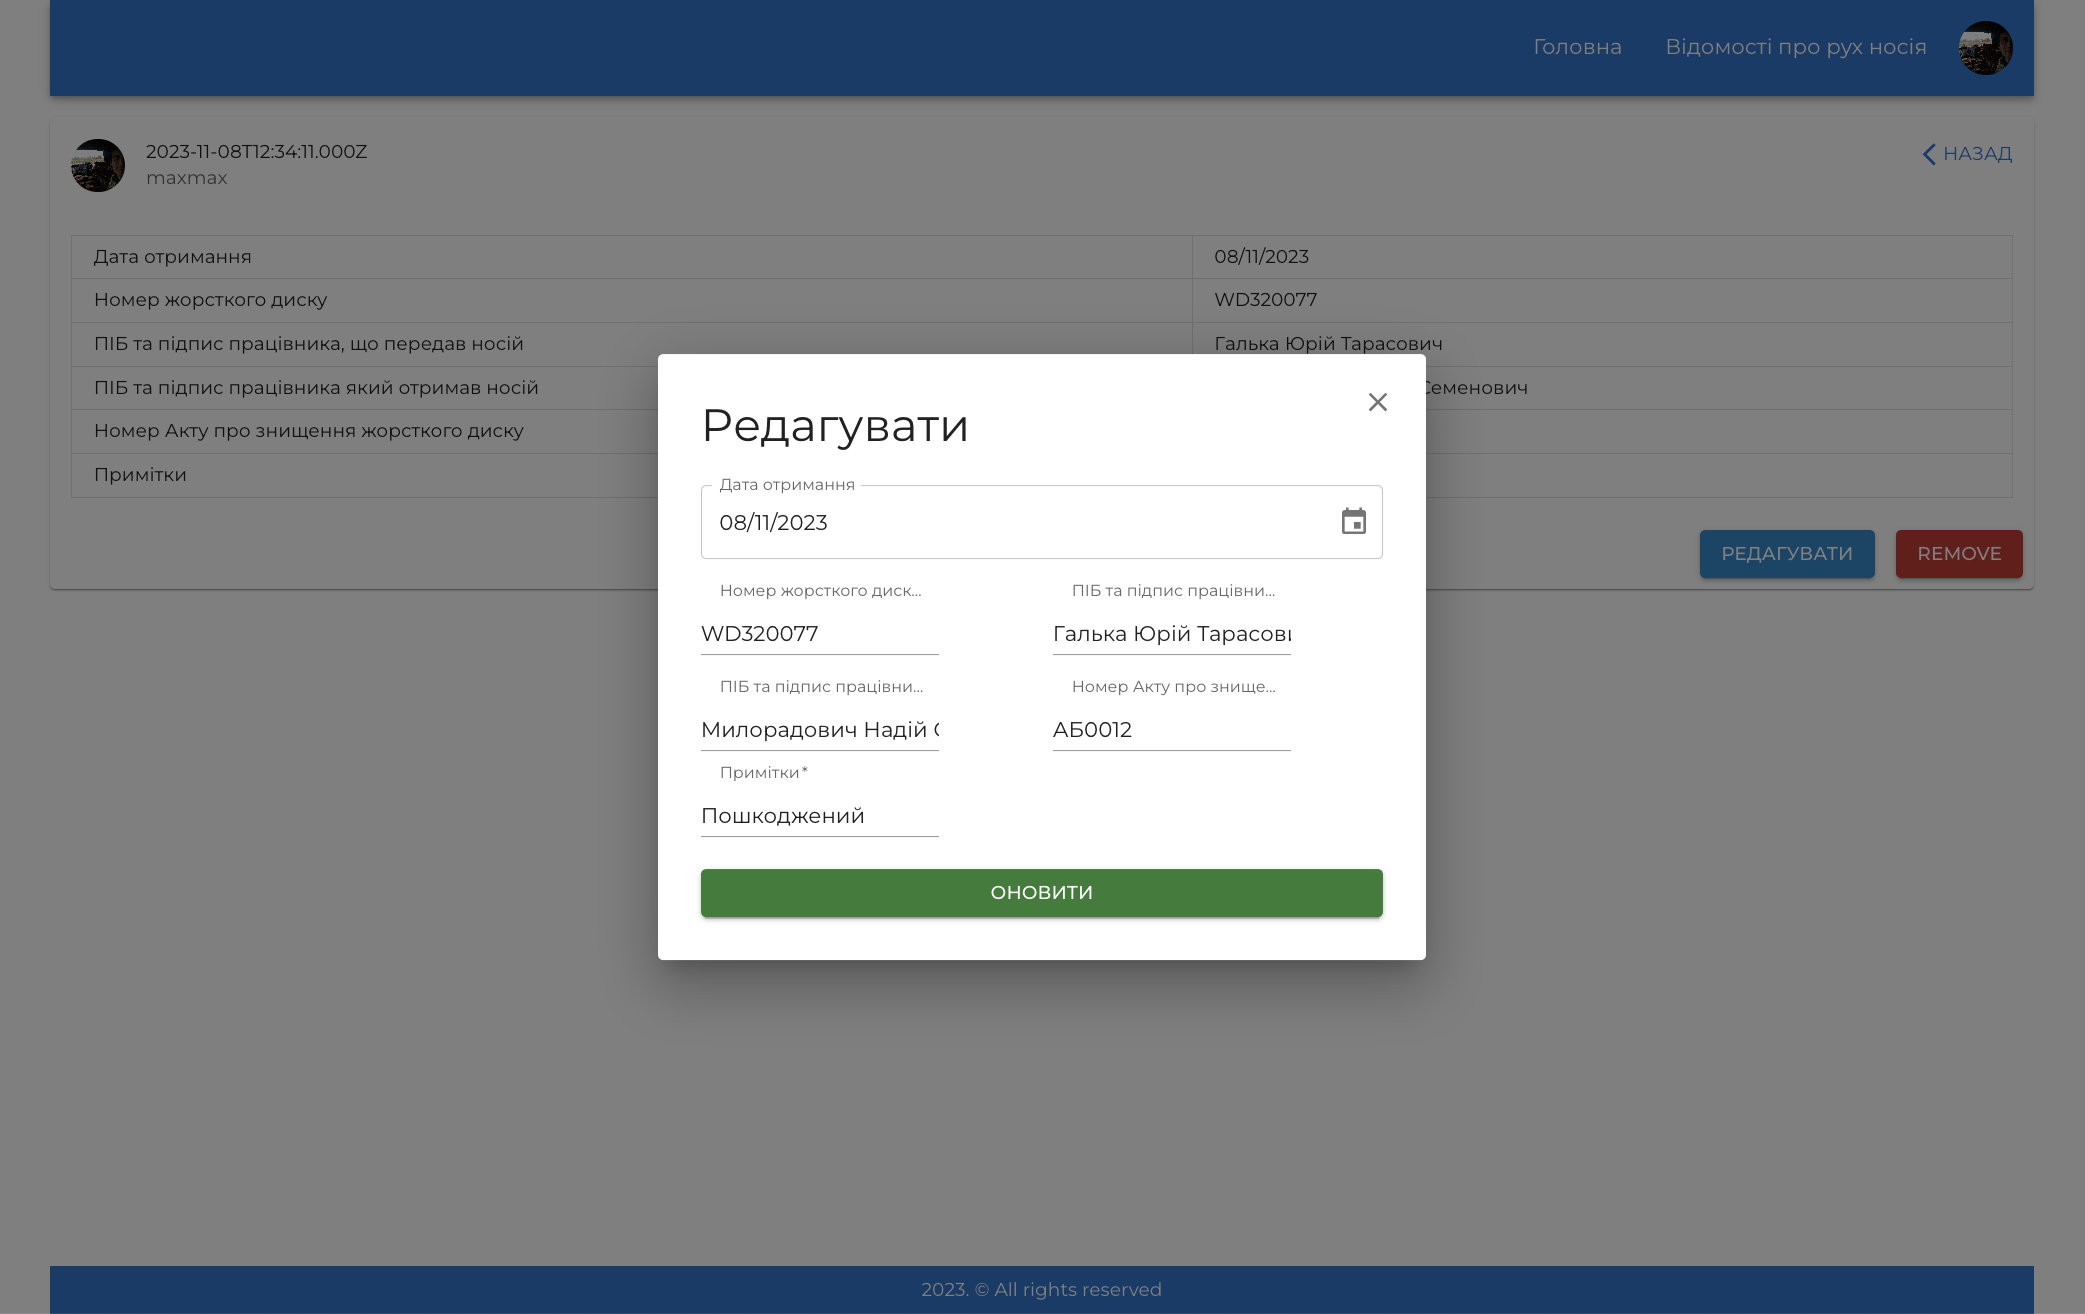 Головна
Відомості про рух носія
2023-11-08T12:34:11.000Z
maxmax
НАЗАД
Дата отримання
08/11/2023
Номер жорсткого диску
WD320077
ПІБ та підпис працівника, що передав носій
Галька Юрій Тарасович
ПІБ та підпис працівника який отримав носій
Семенович
Номер Акту про знищення жорсткого диску
Примітки
РЕДАГУВАТИ
REMOVE
Редагувати
Дата отримання
08/11/2023
Номер жорсткого диск...
WD320077
ПІБ та підпис працівни...
Галька Юрій Тарасови
ПІБ та підпис працівни...
Милорадович Надій
Номер Акту про знище...
АБ0012
Примітки *
Пошкоджений
ОНОВИТИ
2023. © All rights reserved